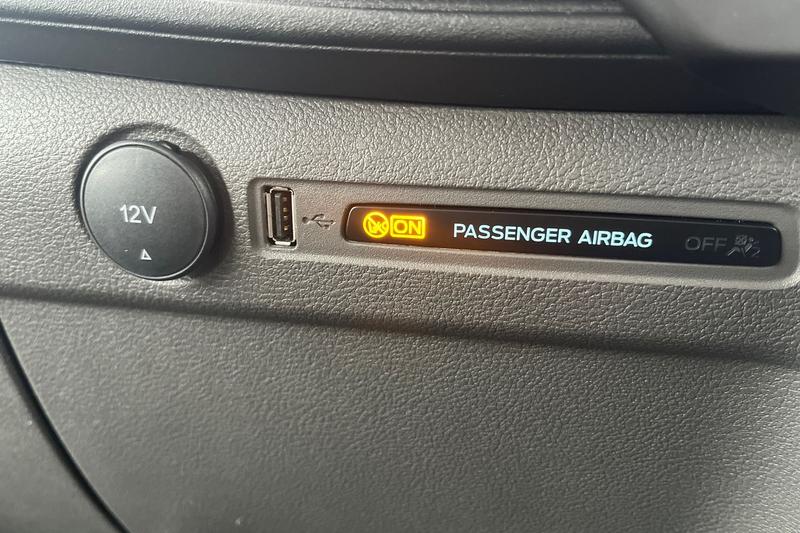 12V
ON PASSENGER AIRBAG OFF